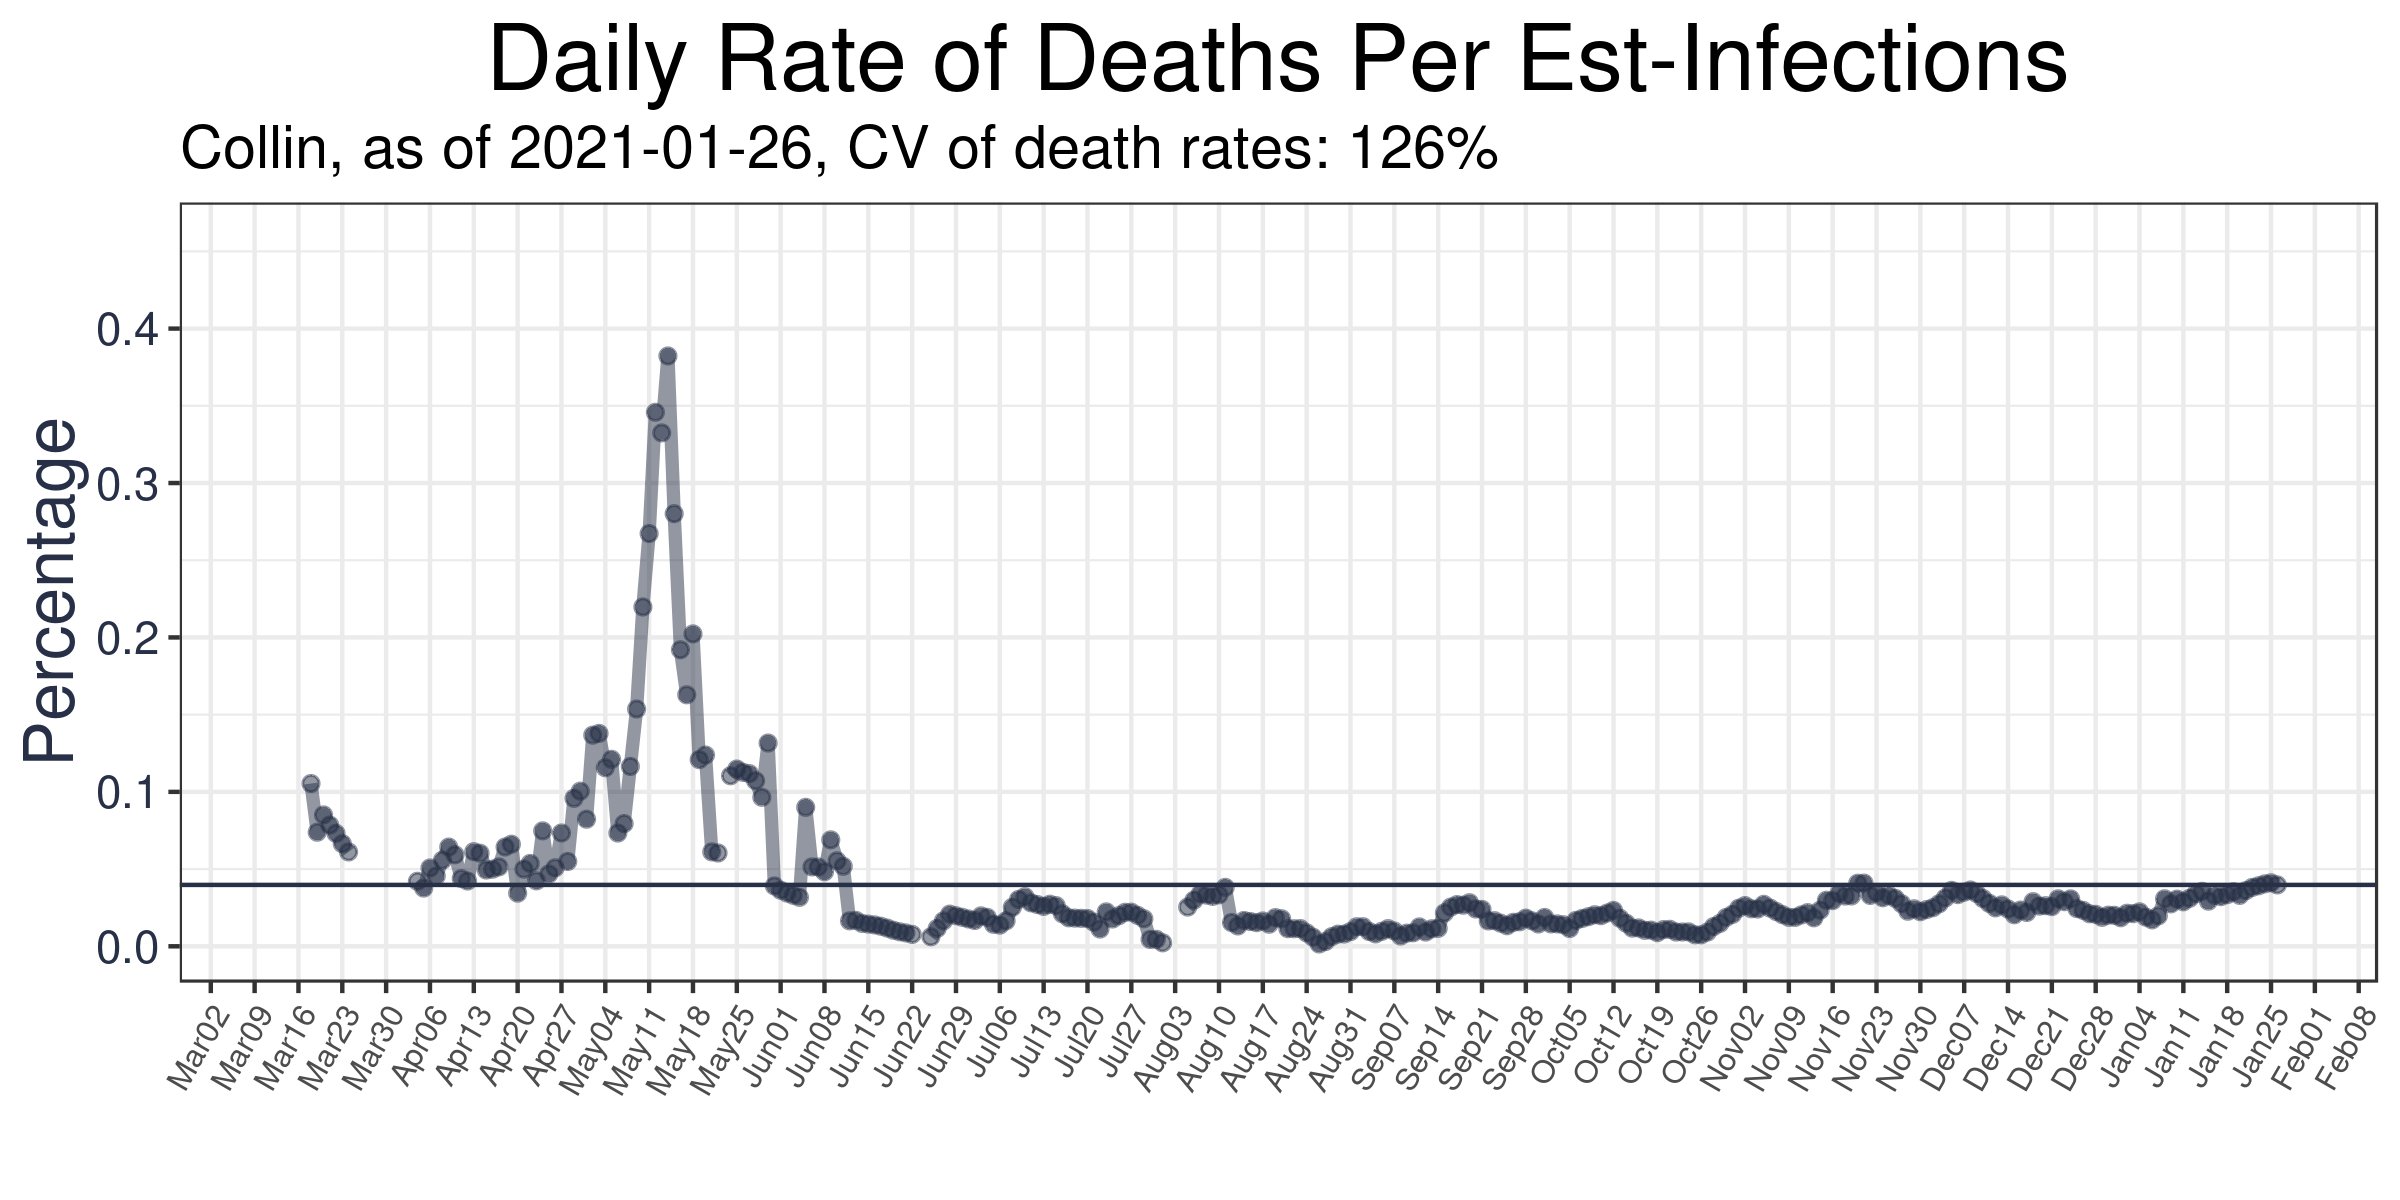 Daily Rate of Deaths Per Est-Infections
Collin, as of 2021-01-26, CV of death rates: 126%
Percentage
0.4
0.3
0.2
0.1
0.0
Mar02
Mar09
Mar16
Mar23
Mar30
Apr06
Apr13
Apr20
Apr27
May04
May11
May18
May25
Jun01
Jun08
Jun15
Jun22
Jun29
Jul06
Jul13
Jul20
Jul27
Aug03
Aug10
Aug17
Aug24
Aug31
Sep07
Sep14
Sep21
Sep28
Oct05
Oct12
Oct19
Oct26
Nov02
Nov09
Nov16
Nov23
Nov30
Dec07
Dec14
Dec21
Dec28
Jan04
Jan11
Jan18
Jan25
Feb01
Feb08